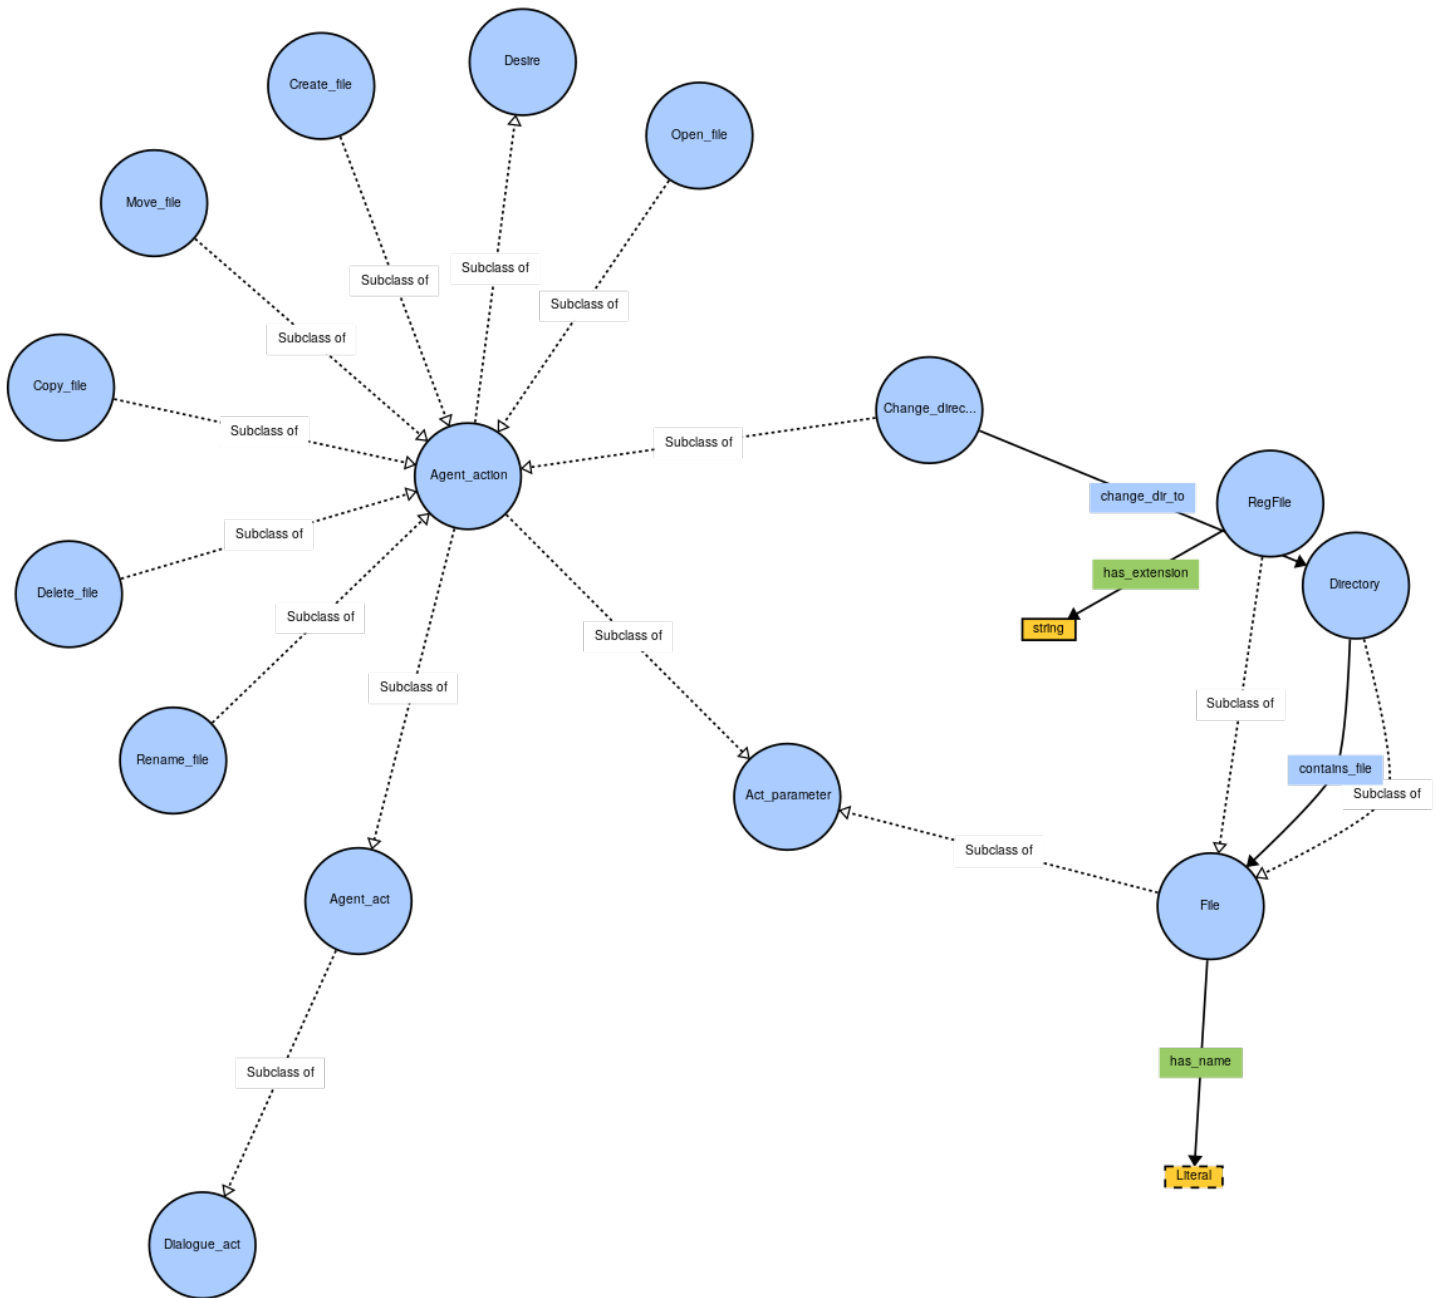 Desire
Create_file
Open_file
Move_file
Subclass of
Subclass of
Subclass of
Subclass of
Copy_file
Change_direc...
Subclass of
Subclass of
Agent_action
change_dir_to
RegFile
Subclass of
has_extension
Directory
Delete_file
Subclass of
string
Subclass of
Subclass of
Subclass of
Rename_file
contains_file
Act_parameter
Subclass of
Subclass of
Agent_act
File
has_name
Subclass of
Literal
Dialogue_act